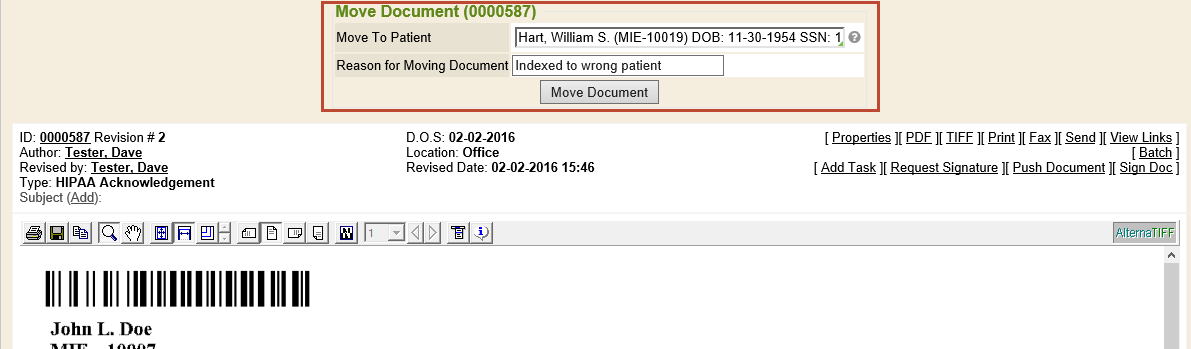 Move Document (0000587)
Move To Patient Hart, William S. (MIE-10019) DOB: 11-30-1954 SSN: 1
Reason for Moving Document Indexed to wrong patient
Move Document
ID: 0000587 Revision # 2 D.O.S: 02-02-2016 [ Properties ][ PDF ][ TIFF ][ Print ][ Fax ][ Send ][ View Links ]
Author: Tester, Dave Location: Office [ Batch ]
Revised by: Tester, Dave Revised Date: 02-02-2016 15:46 [ Add Task ][ Request Signature ][ Push Document ][ Sign Doc ]
Type: HIPAA Acknowledgement
Subject (Add):
N 1 AlternaTIFF
John L. Doe
MIE 10007